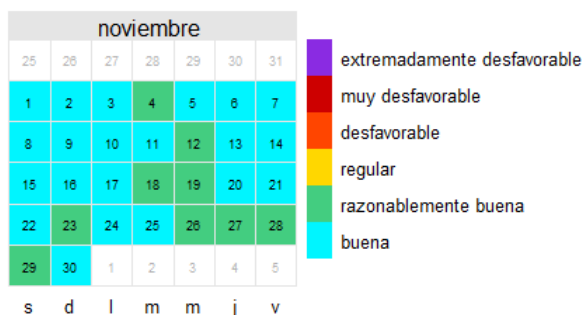 noviembre
25 26 27 28 29 30 31
1 2 3 4 5 6 7
8 9 10 11 12 13 14
15 16 17 18 19 20 21
22 23 24 25 26 27 28
29 30 1 2 3 4 5
s d l m m j v
extremadamente desfavorable
muy desfavorable
desfavorable
regular
razonablemente buena
buena